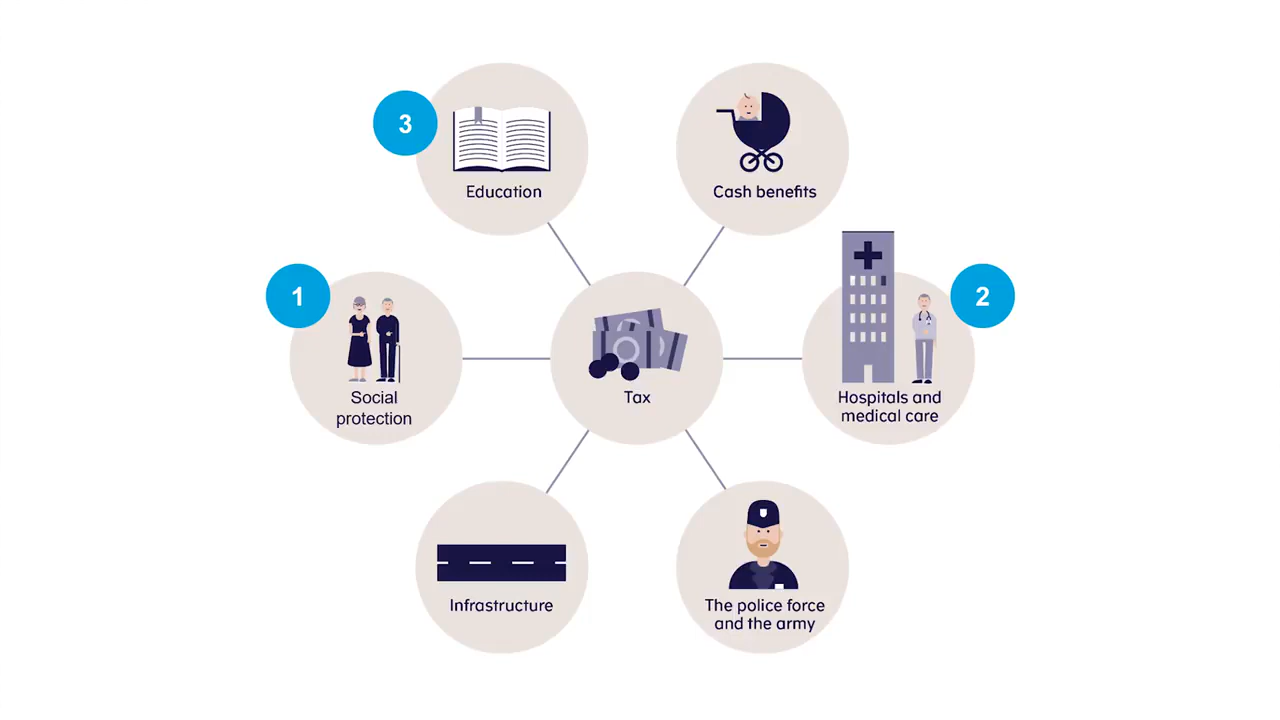 3
Education
Cash benefits
1
Social
protection
Tax
2
Hospitals and
medical care
Infrastructure
The police force
and the army